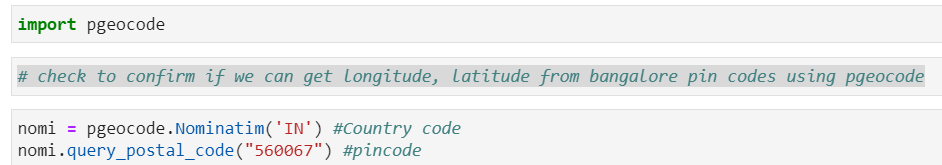 import pgeocode
# check to confirm if we can get longitude, latitude from bangalore pin codes using pgeocode
nomi = pgeocode.Nominatim('IN') #Country code
nomi.query_postal_code("560067") #pincode